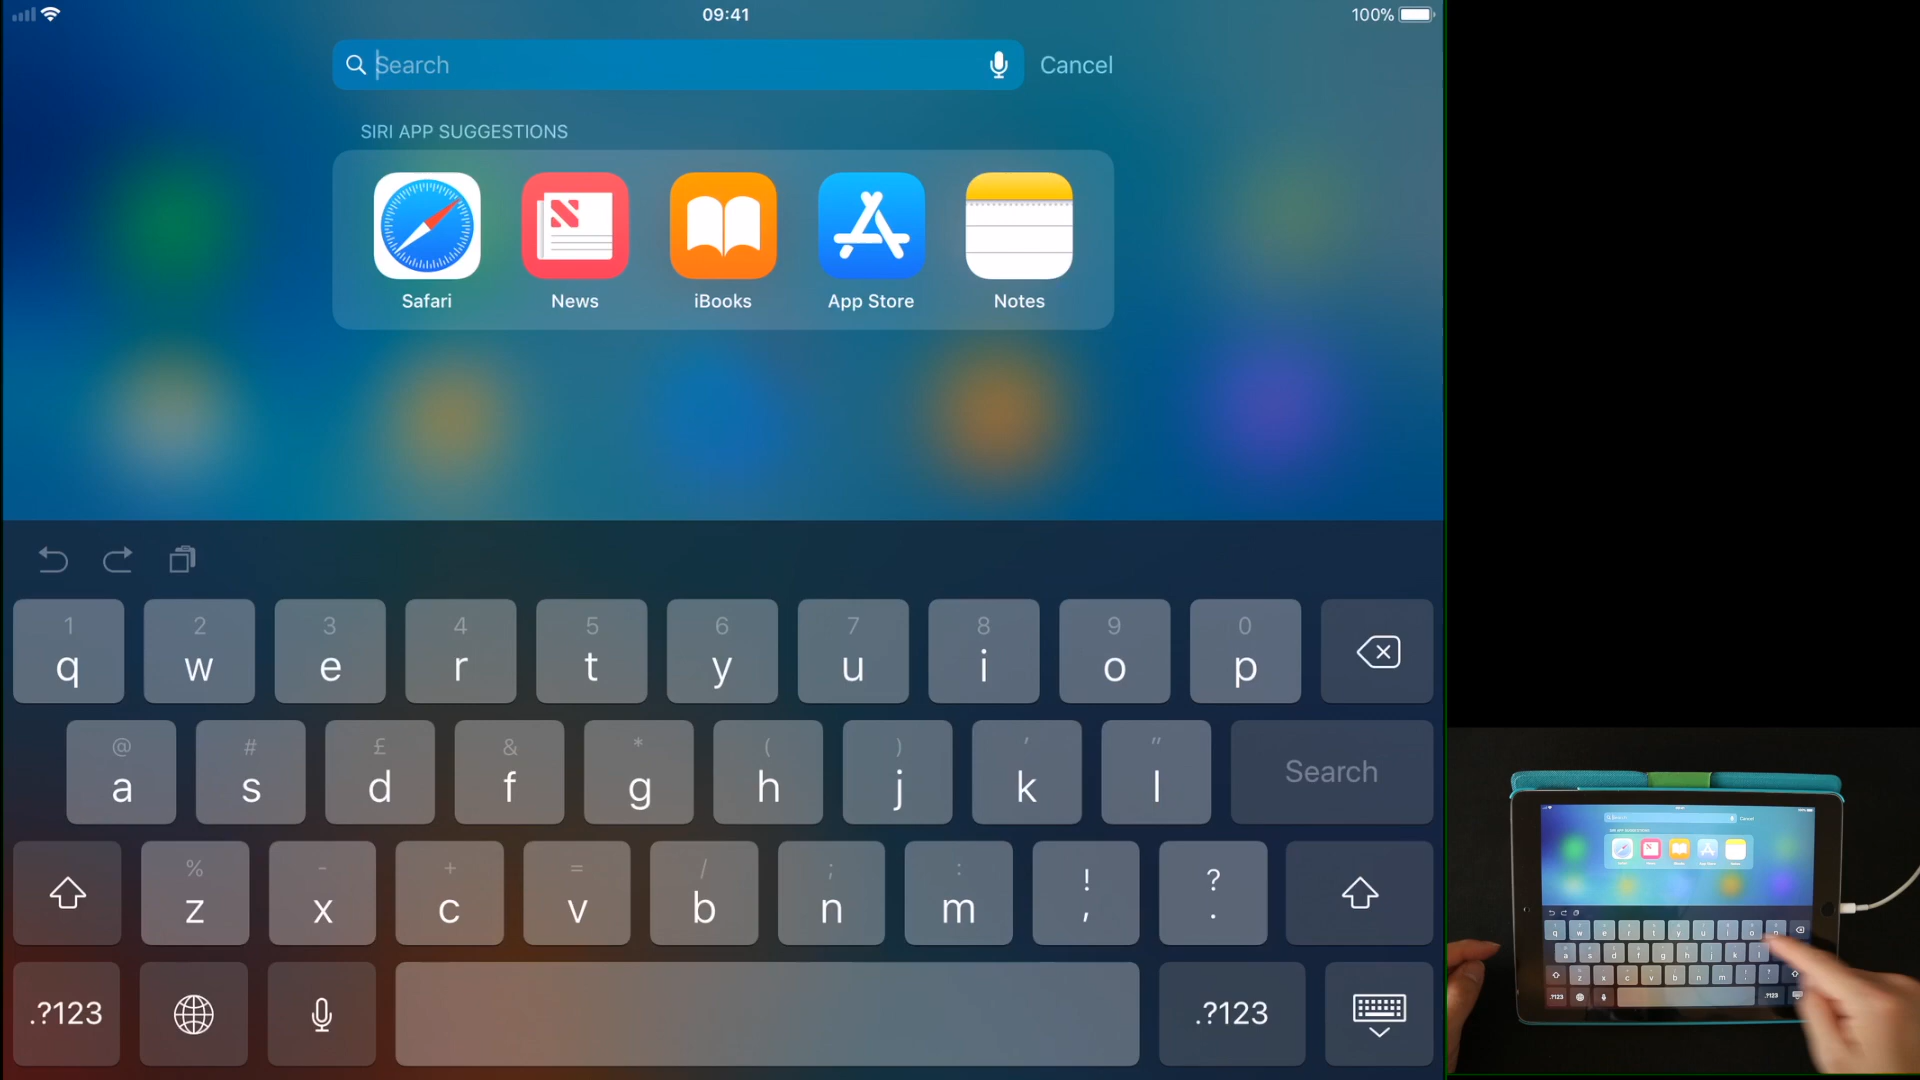 09:41
100%
Search
Cancel
SIRI APP SUGGESTIONS
Safari News iBooks App Store Notes
1 2 3 4 5 6 7 8 9 0
q w e r t y u i o p
@ # £ & * ( ) ' "
a s d f g h j k l Search
% - + = / ; : ! ?
z x c v b n m , .
.?123 .?123